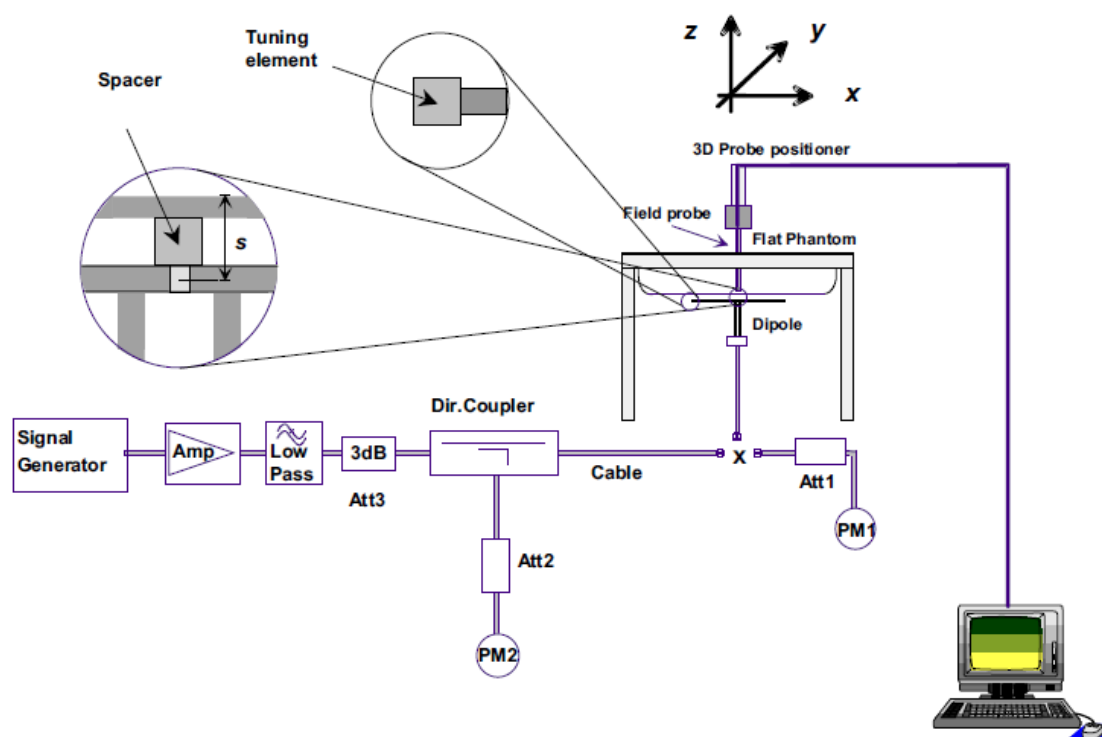 Tuning
element
Spacer
z
y
x
3D Probe positioner
Field probe
Flat Phantom
s
Dipole
Dir.Coupler
Signal
Generator
Amp
Low
Pass
3dB
Att3
Cable
x
Att1
PM1
Att2
PM2